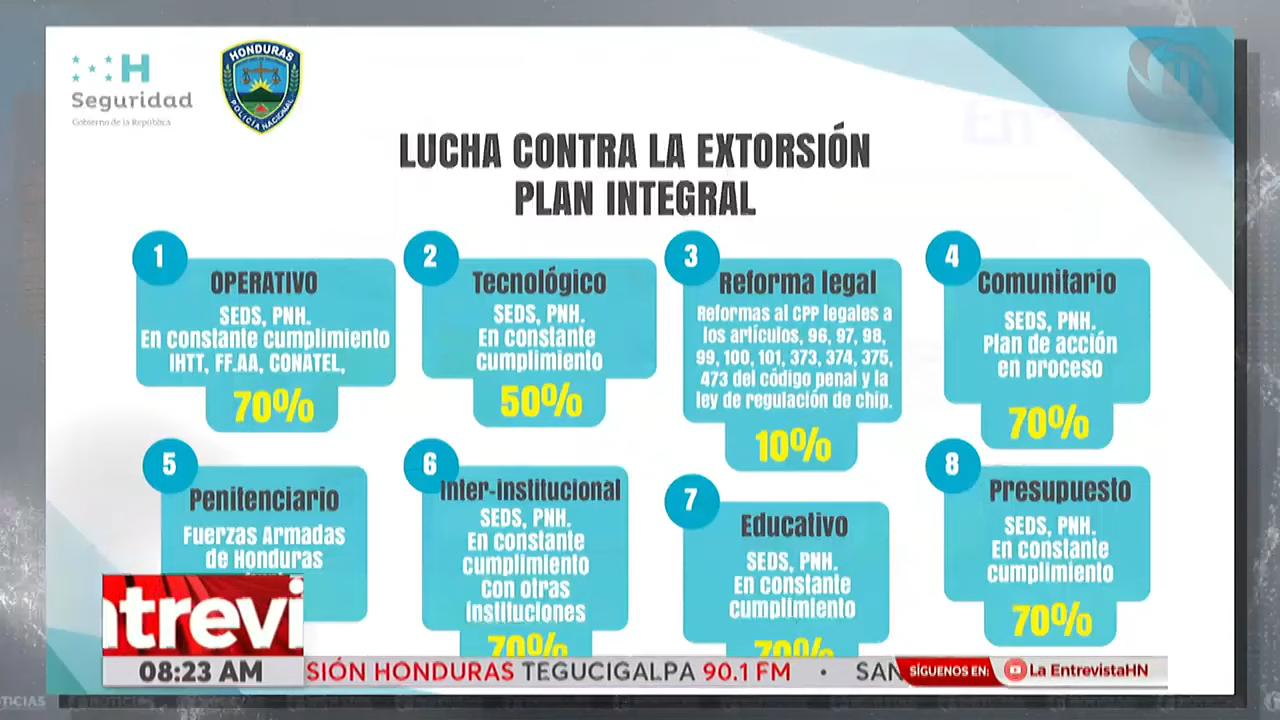 H
Seguridad
Gobierno de la República
HONDURAS
POLICÍA NACIONAL
LUCHA CONTRA LA EXTORSIÓN
PLAN INTEGRAL
1
OPERATIVO
SEDS, PNH.
En constante cumplimiento
IHTT, FF.AA, CONATEL,
70%
2
Tecnológico
SEDS, PNH.
En constante
cumplimiento
50%
3
Reforma legal
Reformas al CPP legales a
los artículos, 96, 97, 98,
99, 100, 101, 373, 374, 375,
473 del código penal y la
ley de regulación de chip.
10%
4
Comunitario
SEDS, PNH.
Plan de acción
en proceso
70%
5
Penitenciario
Fuerzas Armadas
de Honduras
6
Inter-institucional
SEDS, PNH.
En constante
cumplimiento
con otras
instituciones
70%
7
Educativo
SEDS, PNH.
En constante
cumplimiento
70%
8
Presupuesto
SEDS, PNH.
En constante
cumplimiento
70%
ntrevi
08:23 AM
SIÓN HONDURAS TEGUCIGALPA 90.1 FM • SAN
SÍGUENOS EN:
La EntrevistaHN